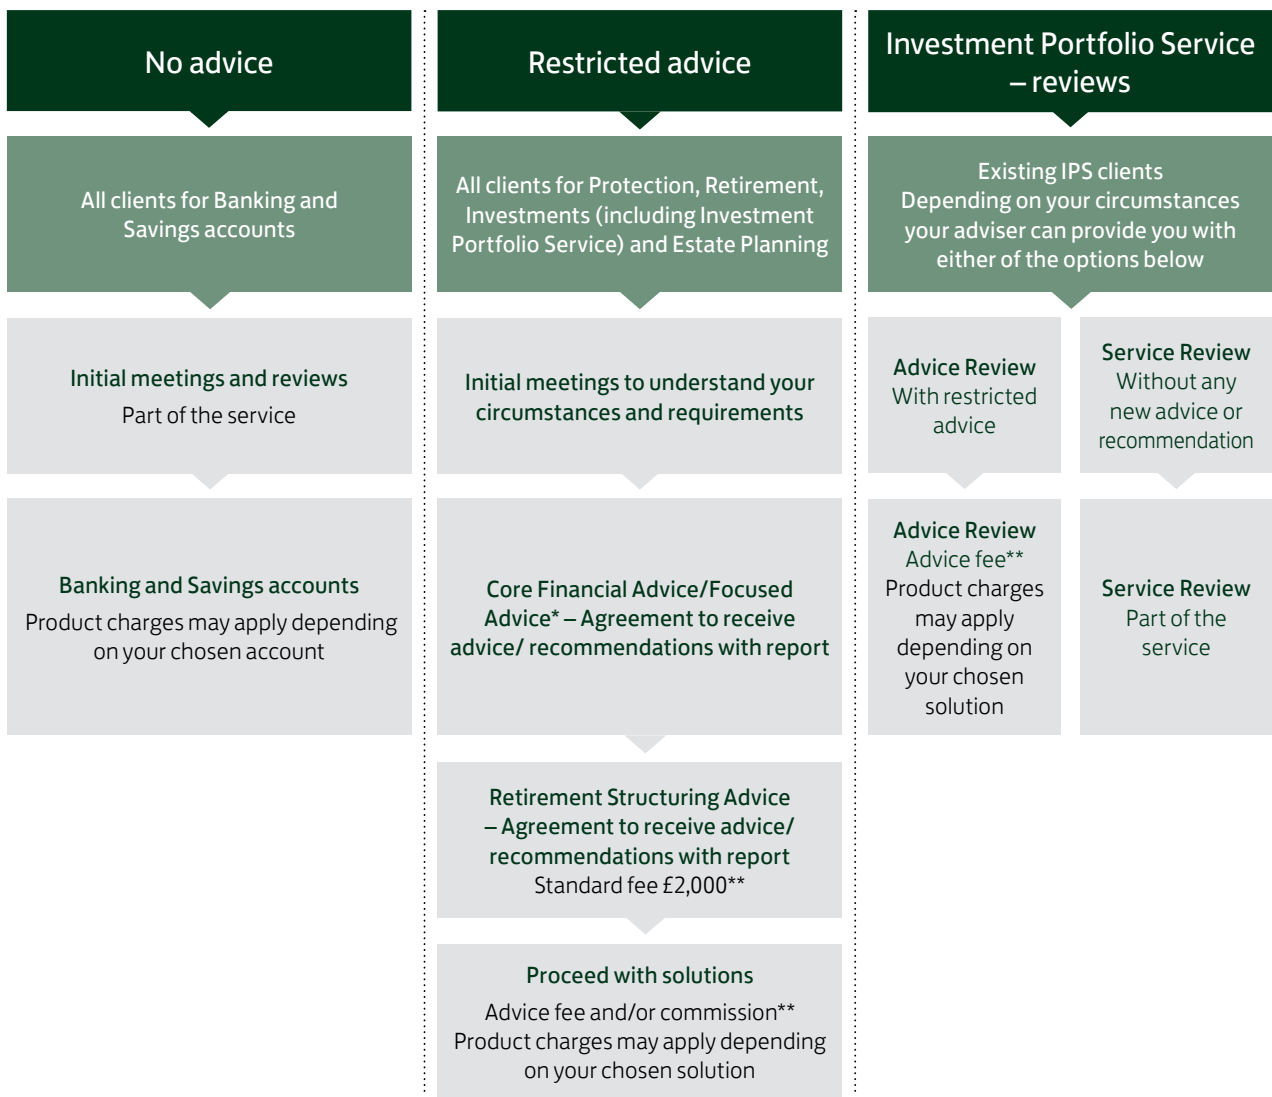 No advice
All clients for Banking and
Savings accounts
Initial meetings and reviews
Part of the service
Banking and Savings accounts
Product charges may apply depending
on your chosen account
Restricted advice
All clients for Protection, Retirement,
Investments (including Investment
Portfolio Service) and Estate Planning
Initial meetings to understand your
circumstances and requirements
Core Financial Advice/Focused
Advice* – Agreement to receive
advice/ recommendations with report
Retirement Structuring Advice
– Agreement to receive advice/
recommendations with report
Standard fee £2,000**
Proceed with solutions
Advice fee and/or commission**
Product charges may apply depending
on your chosen solution
Investment Portfolio Service
– reviews
Existing IPS clients
Depending on your circumstances
your adviser can provide you with
either of the options below
Advice Review
With restricted
advice
Advice Review
Advice fee**
Product charges
may apply
depending on
your chosen
solution
Service Review
Without any
new advice or
recommendation
Service Review
Part of the
service